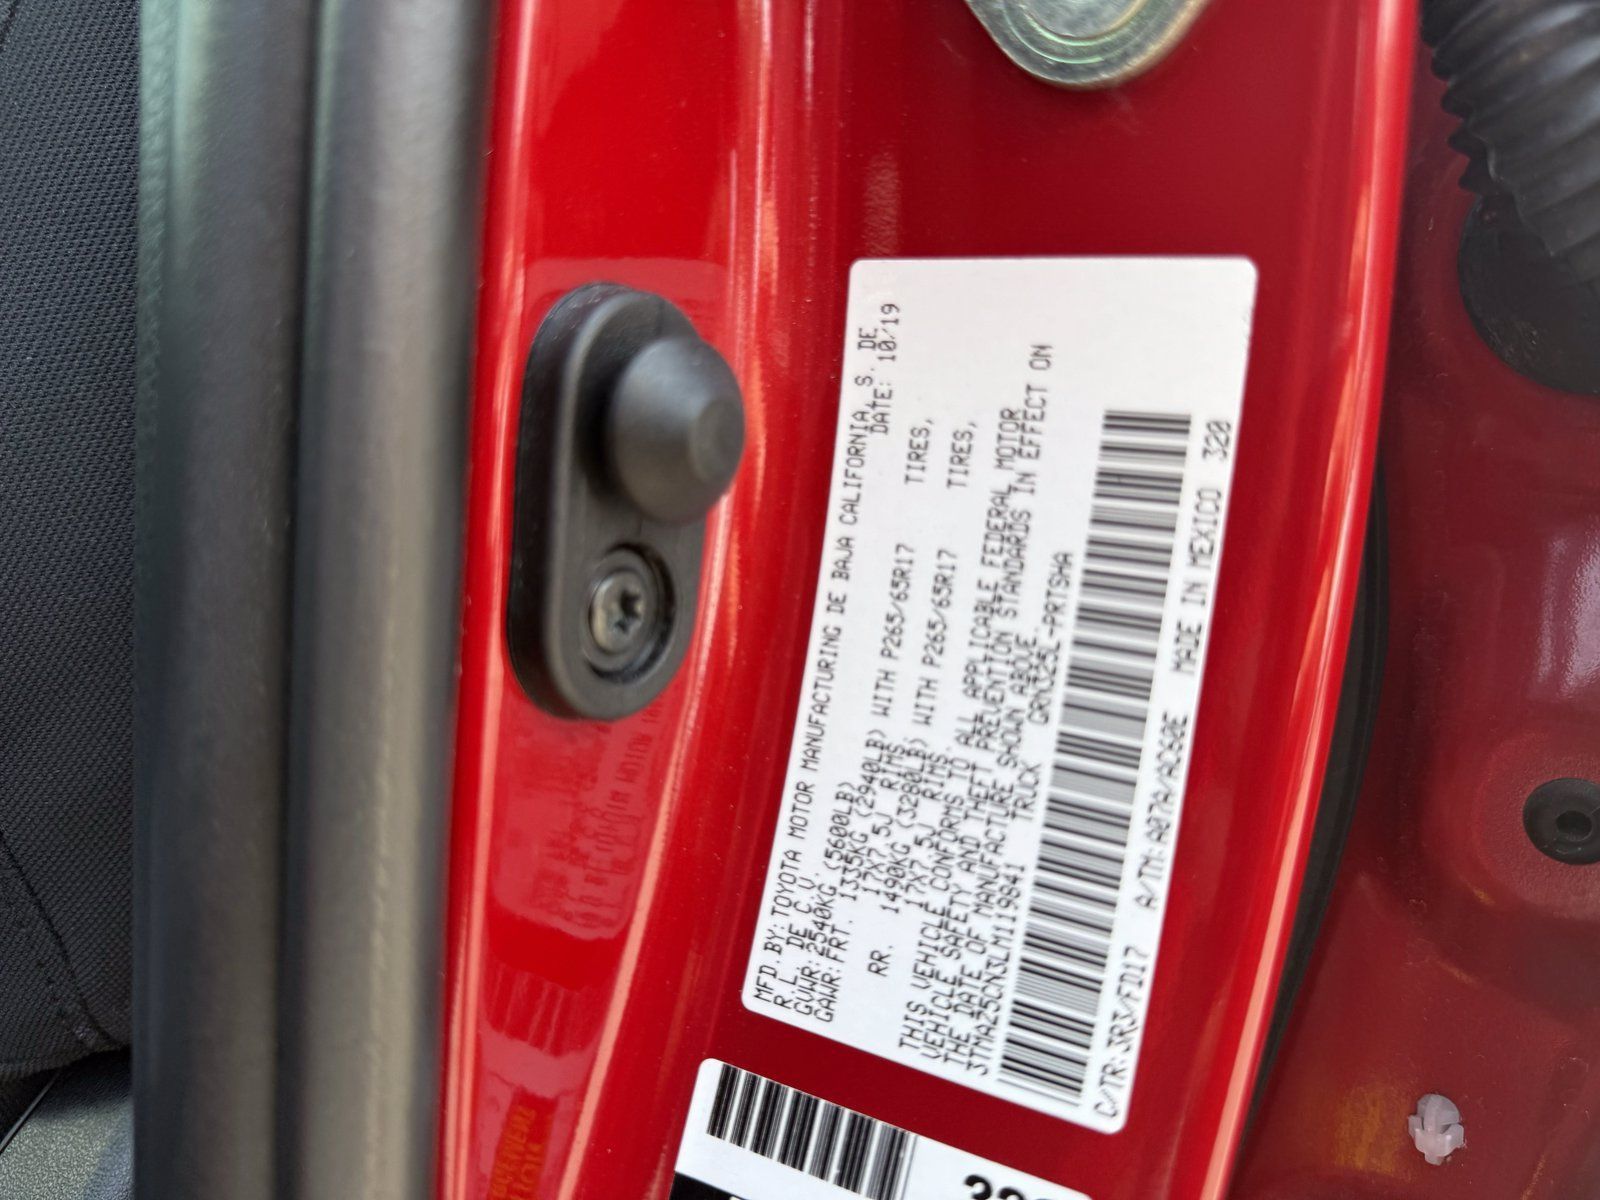 MFD.BY:TOYOTA MOTOR MANUFACTURING DE BAJA CALIFORNIA, S. DE
R L. DE C.V. DATE: 10/19
GVWR:2540KG (5600LB)
GAWR:FRT. 1335KG (2940LB) WITH P265/65R17 TIRES,
17X7.5J RIMS,
RR. 1490KG (3280LB) WITH P265/65R17 TIRES,
17X7.5J RIMS.
THIS VEHICLE CONFORMS TO ALL APPLICABLE FEDERAL MOTOR
VEHICLE SAFETY AND THEFT PREVENTION STANDARDS IN EFFECT ON
THE DATE OF MANUFACTURE SHOWN ABOVE.
3TMAZ5CN3LM119841 TRUCK GRN325L-PRTSHA
C/TR:3R3/FD17 A/TM:A07A/AC60E MADE IN MEXICO 320